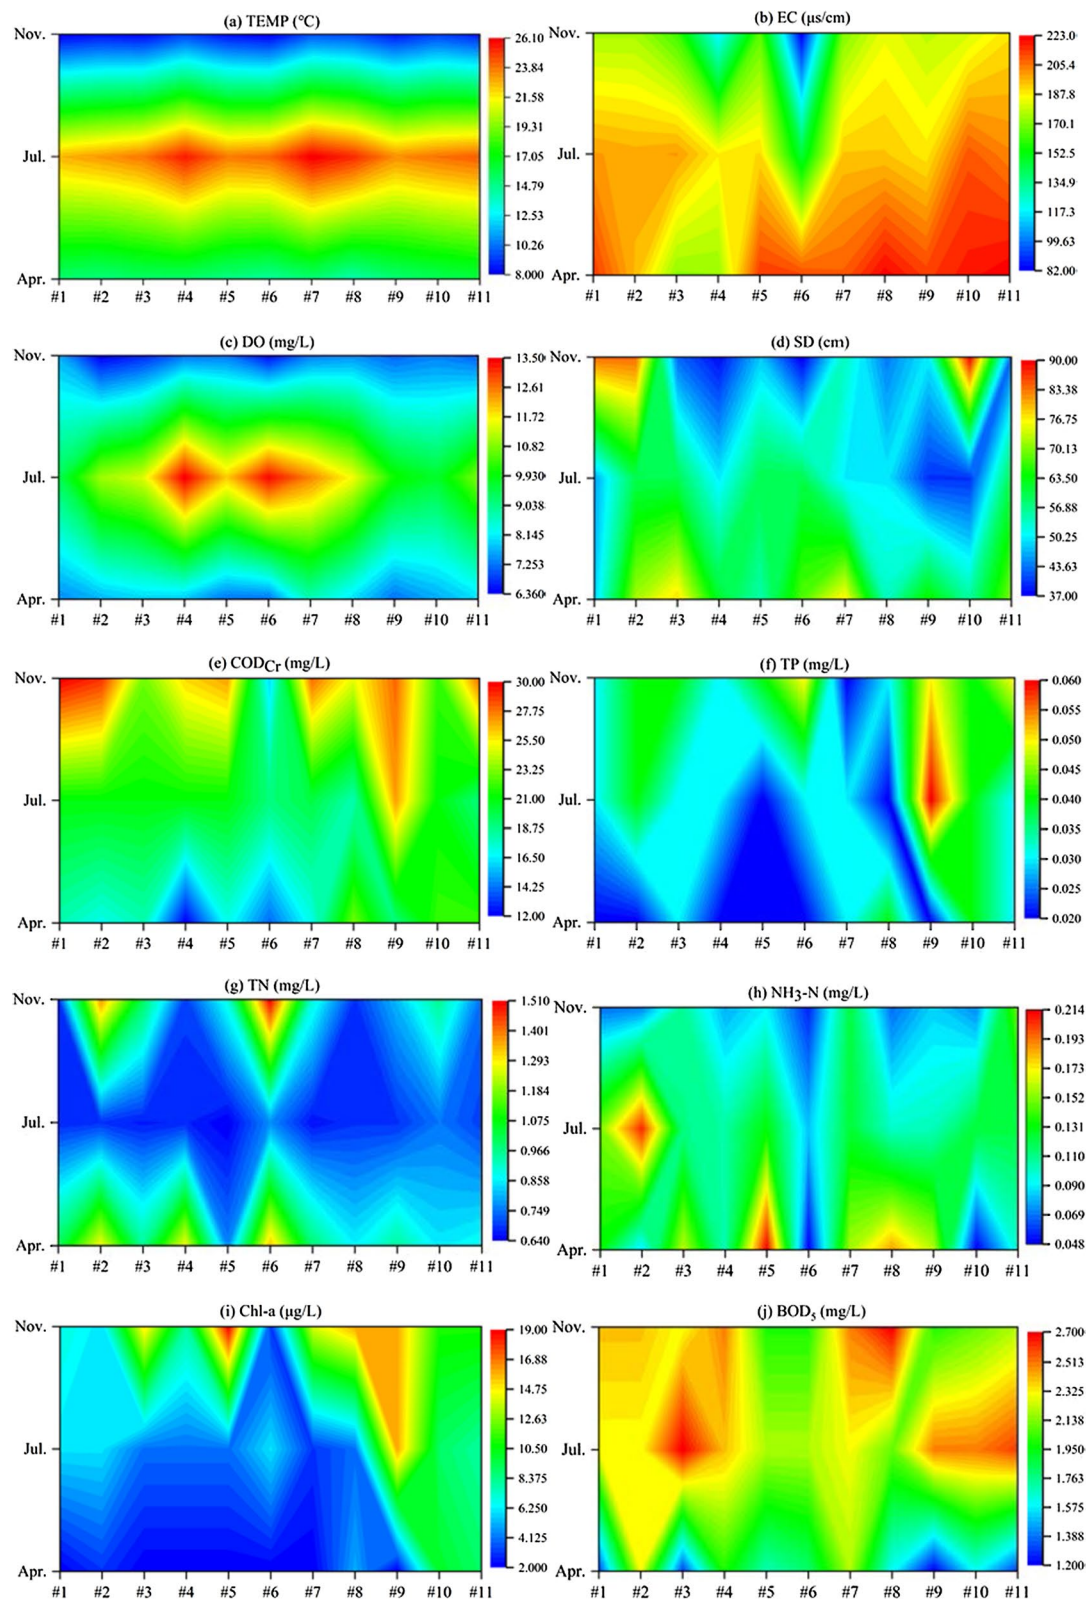 (a) TEMP (℃)
Nov.
Jul.
Apr.
#1 #2 #3 #4 #5 #6 #7 #8 #9 #10 #11
26.10
23.84
21.58
19.31
17.05
14.79
12.53
10.26
8.000
(b) EC (μs/cm)
Nov.
Jul.
Apr.
#1 #2 #3 #4 #5 #6 #7 #8 #9 #10 #11
223.0
205.4
187.8
170.1
152.5
134.9
117.3
99.63
82.00
(c) DO (mg/L)
Nov.
Jul.
Apr.
#1 #2 #3 #4 #5 #6 #7 #8 #9 #10 #11
13.50
12.61
11.72
10.82
9.930
9.038
8.145
7.253
6.360
(d) SD (cm)
Nov.
Jul.
Apr.
#1 #2 #3 #4 #5 #6 #7 #8 #9 #10 #11
90.00
83.38
76.75
70.13
63.50
56.88
50.25
43.63
37.00
(e) CODCr (mg/L)
Nov.
Jul.
Apr.
#1 #2 #3 #4 #5 #6 #7 #8 #9 #10 #11
30.00
27.75
25.50
23.25
21.00
18.75
16.50
14.25
12.00
(f) TP (mg/L)
Nov.
Jul.
Apr.
#1 #2 #3 #4 #5 #6 #7 #8 #9 #10 #11
0.060
0.055
0.050
0.045
0.040
0.035
0.030
0.025
0.020
(g) TN (mg/L)
Nov.
Jul.
Apr.
#1 #2 #3 #4 #5 #6 #7 #8 #9 #10 #11
1.510
1.401
1.293
1.184
1.075
0.966
0.858
0.749
0.640
(h) NH3-N (mg/L)
Nov.
Jul.
Apr.
#1 #2 #3 #4 #5 #6 #7 #8 #9 #10 #11
0.214
0.193
0.173
0.152
0.131
0.110
0.090
0.069
0.048
(i) Chl-a (μg/L)
Nov.
Jul.
Apr.
#1 #2 #3 #4 #5 #6 #7 #8 #9 #10 #11
19.00
16.88
14.75
12.63
10.50
8.375
6.250
4.125
2.000
(j) BOD₅ (mg/L)
Nov.
Jul.
Apr.
#1 #2 #3 #4 #5 #6 #7 #8 #9 #10 #11
2.700
2.513
2.325
2.138
1.950
1.763
1.575
1.388
1.200